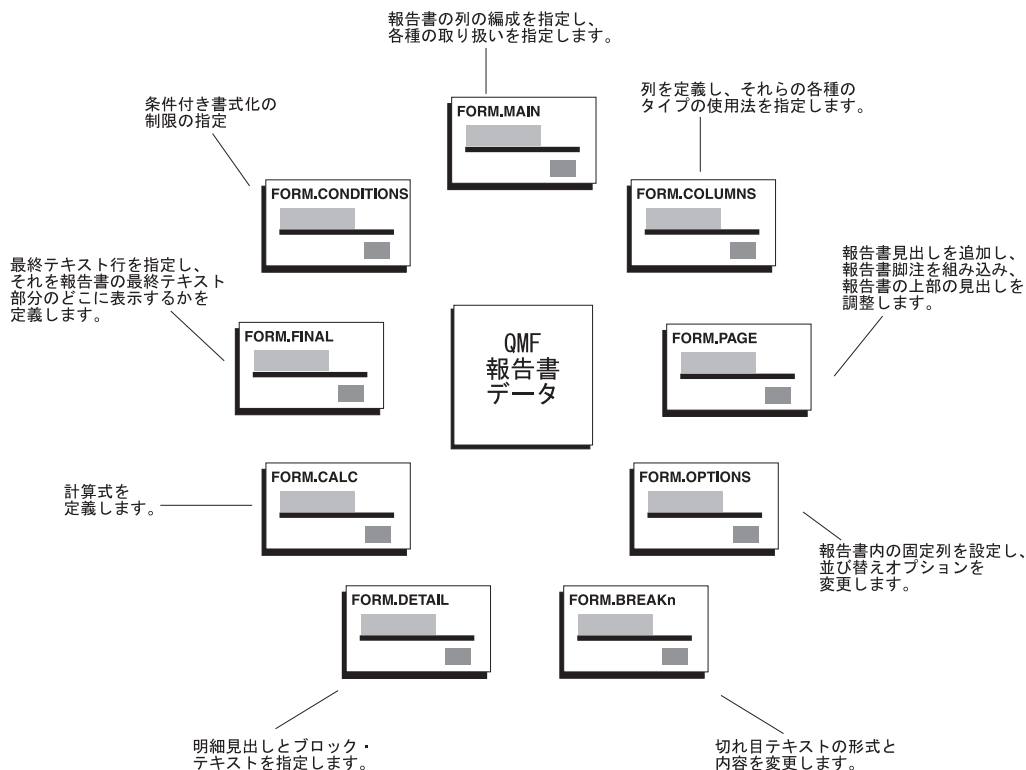 報告書の列の編成を指定し、
各種の取り扱いを指定します。
条件付き書式化の
制限の指定
列を定義し、それらの各種の
タイプの使用法を指定します。
FORM.MAIN
FORM.CONDITIONS
FORM.COLUMNS
最終テキスト行を指定し、
それを報告書の最終テキスト
部分のどこに表示するかを
定義します。
報告書見出しを追加し、
報告書脚注を組み込み、
報告書の上部の見出しを
調整します。
FORM.FINAL
QMF
報告書
データ
FORM.PAGE
計算式を
定義します。
FORM.CALC
FORM.OPTIONS
報告書内の固定列を設定し、
並び替えオプションを
変更します。
FORM.DETAIL
FORM.BREAKn
明細見出しとブロック・
テキストを指定します。
切れ目テキストの形式と
内容を変更します。